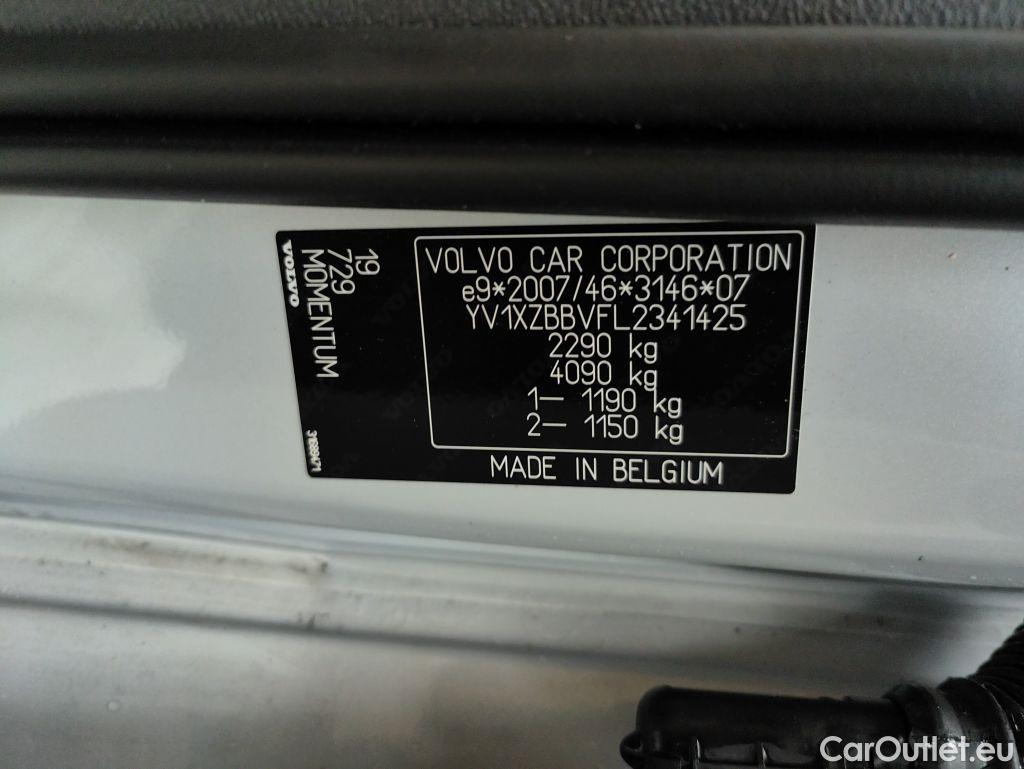 VOLVO CAR CORPORATION
e9*2007/46*3146*07
YV1XZBBVFL2341425
2290 kg
4090 kg
1– 1190 kg
2– 1150 kg
MADE IN BELGIUM
19
729
MOMENTUM
VOLVO
CarOutlet.eu